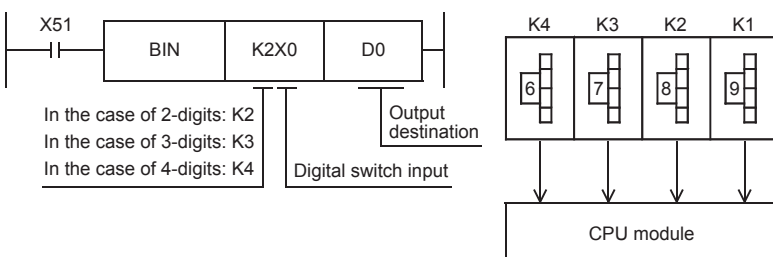 X51
BIN K2X0 D0
In the case of 2-digits: K2
In the case of 3-digits: K3
In the case of 4-digits: K4
Digital switch input
Output
destination
K4 K3 K2 K1
6 7 8 9
CPU module